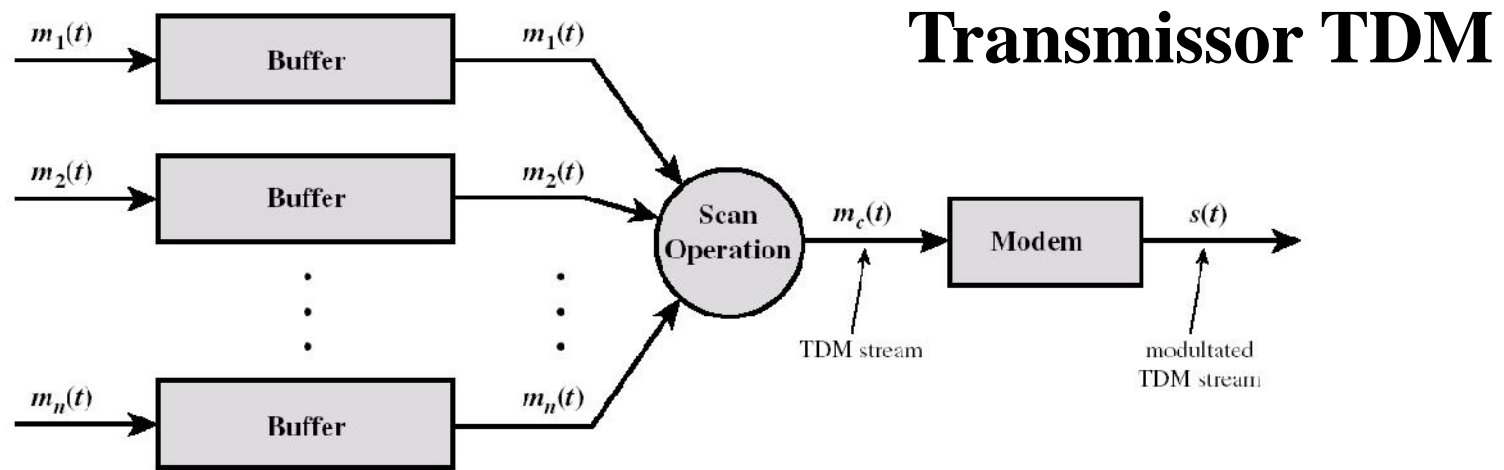 Transmissor TDM
m1(t)
Buffer
m1(t)
m2(t)
Buffer
m2(t)
Scan
Operation
mc(t)
Modem
s(t)
TDM stream
modultated
TDM stream
mn(t)
Buffer
mn(t)